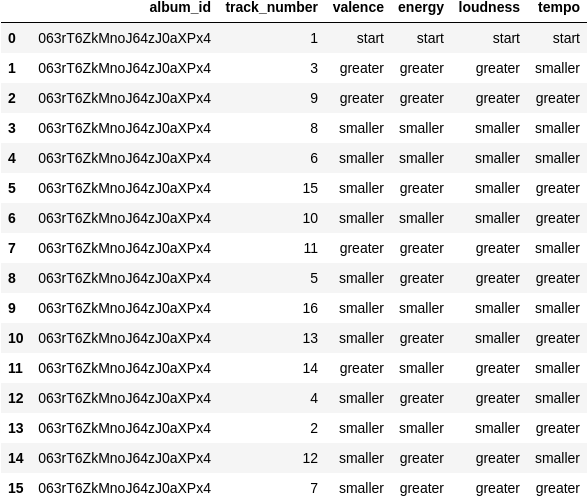 album_id track_number valence energy loudness tempo
0 063rT6ZkMnoJ64zJ0aXPx4 1 start start start start
1 063rT6ZkMnoJ64zJ0aXPx4 3 greater greater greater smaller
2 063rT6ZkMnoJ64zJ0aXPx4 9 greater greater greater greater
3 063rT6ZkMnoJ64zJ0aXPx4 8 smaller smaller smaller smaller
4 063rT6ZkMnoJ64zJ0aXPx4 6 smaller smaller smaller smaller
5 063rT6ZkMnoJ64zJ0aXPx4 15 smaller greater smaller greater
6 063rT6ZkMnoJ64zJ0aXPx4 10 smaller smaller smaller greater
7 063rT6ZkMnoJ64zJ0aXPx4 11 greater greater greater smaller
8 063rT6ZkMnoJ64zJ0aXPx4 5 smaller greater greater greater
9 063rT6ZkMnoJ64zJ0aXPx4 16 smaller smaller smaller smaller
10 063rT6ZkMnoJ64zJ0aXPx4 13 smaller greater smaller greater
11 063rT6ZkMnoJ64zJ0aXPx4 14 greater smaller greater smaller
12 063rT6ZkMnoJ64zJ0aXPx4 4 smaller greater greater smaller
13 063rT6ZkMnoJ64zJ0aXPx4 2 smaller smaller smaller greater
14 063rT6ZkMnoJ64zJ0aXPx4 12 smaller greater greater smaller
15 063rT6ZkMnoJ64zJ0aXPx4 7 smaller greater greater greater